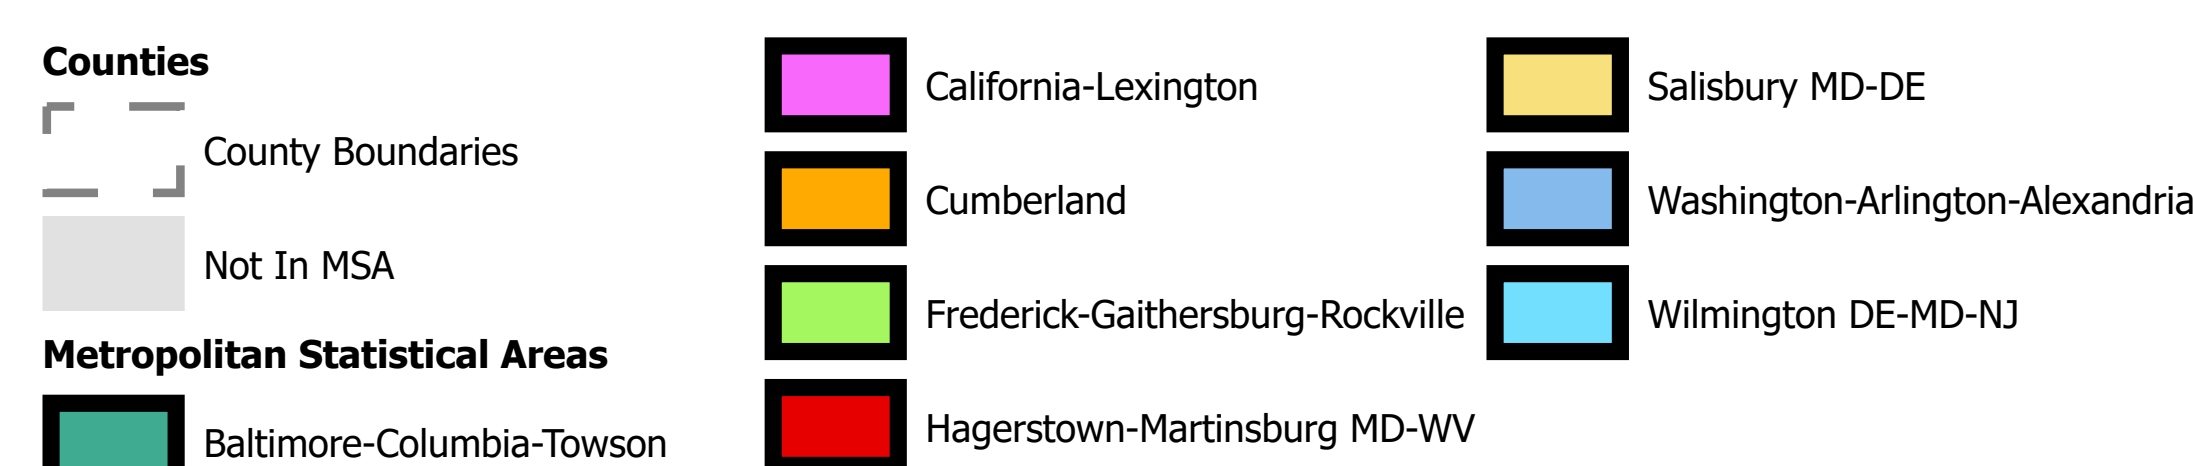 Counties
County Boundaries
Not In MSA
Metropolitan Statistical Areas
Baltimore-Columbia-Towson
California-Lexington
Cumberland
Frederick-Gaithersburg-Rockville
Hagerstown-Martinsburg MD-WV
Salisbury MD-DE
Washington-Arlington-Alexandria
Wilmington DE-MD-NJ